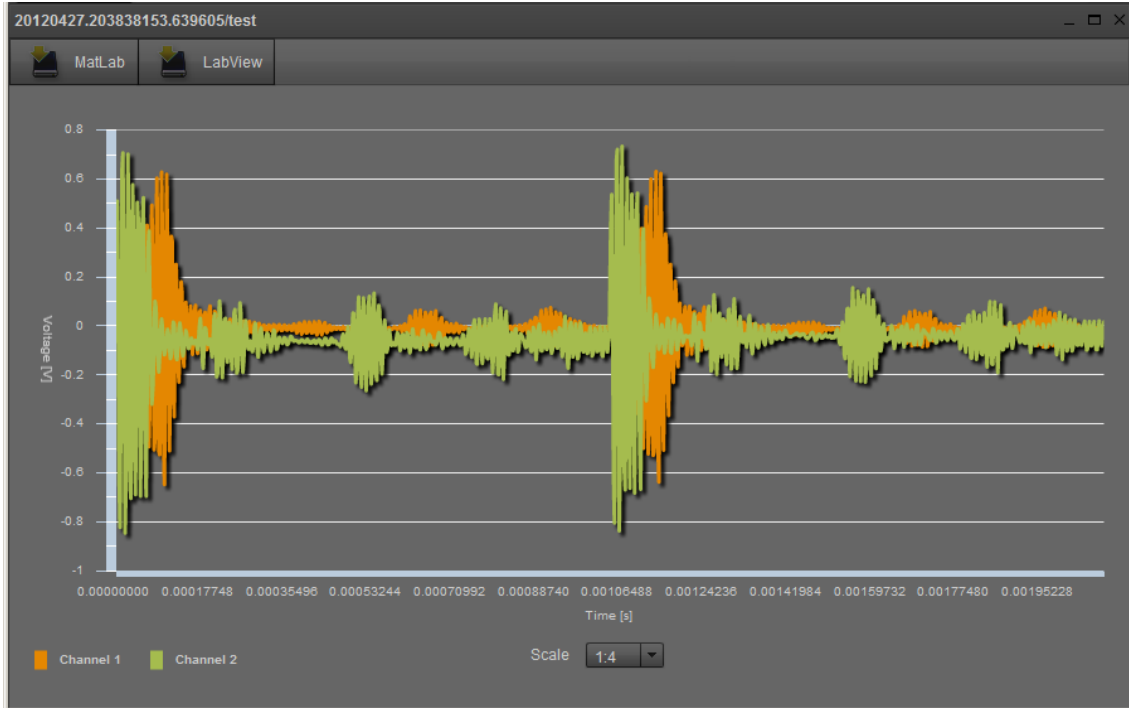 20120427.203838153.639605/test
MatLab LabView
0.8
0.6
0.4
0.2
0
-0.2
-0.4
-0.6
-0.8
-1
Voltage [V]
0.00000000 0.00017748 0.00035496 0.00053244 0.00070992 0.00088740 0.00106488 0.00124236 0.00141984 0.00159732 0.00177480 0.00195228
Time [s]
Channel 1 Channel 2 Scale 1:4